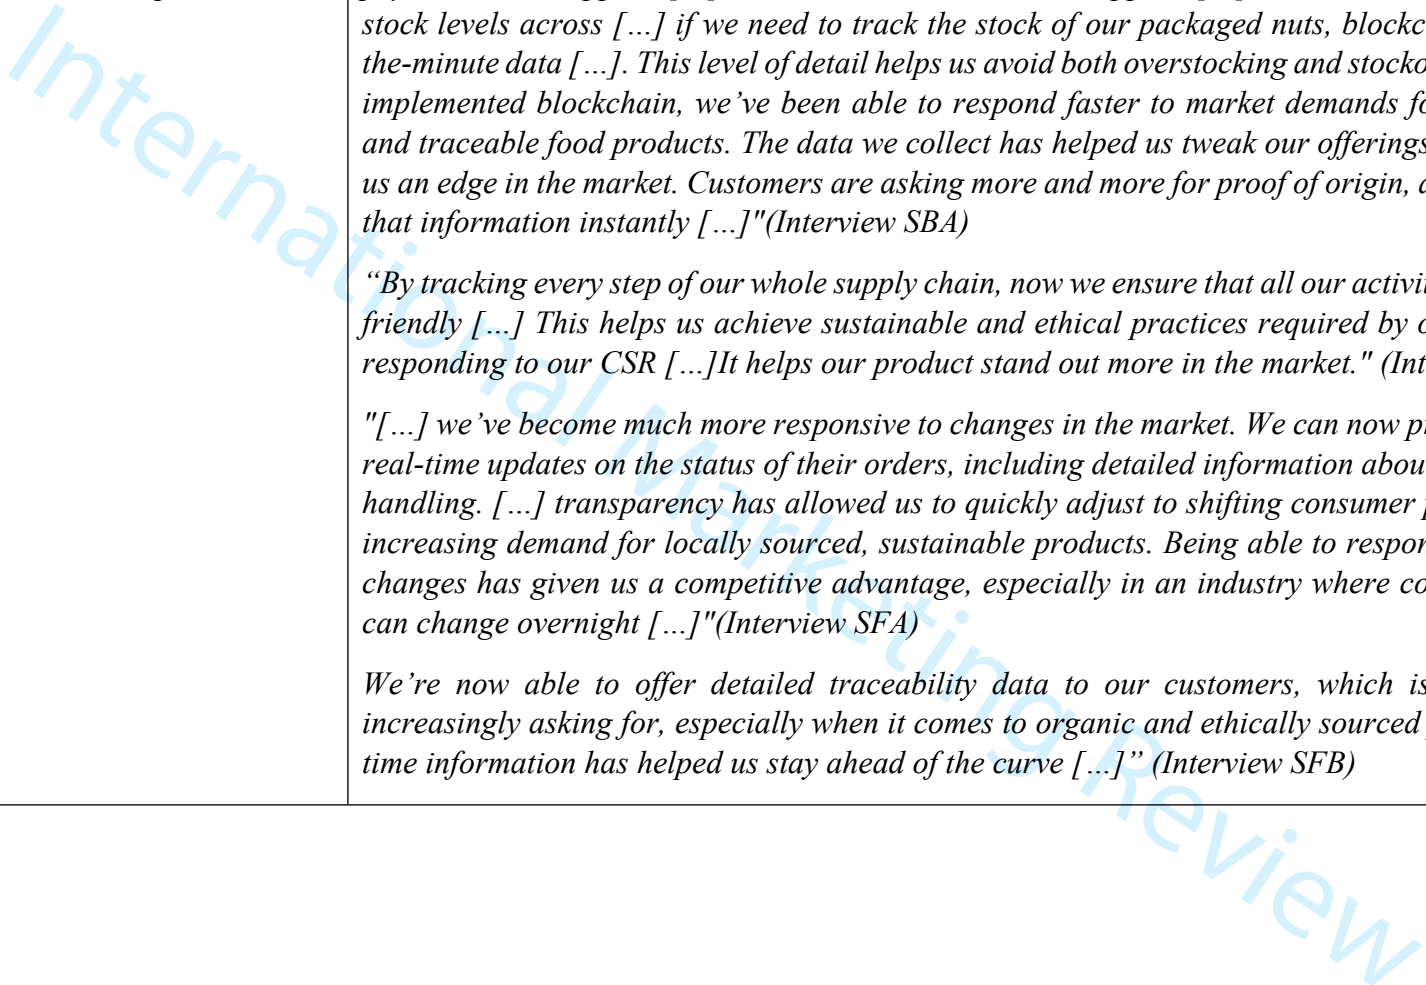 stock levels across […] if we need to track the stock of our packaged nuts, blockc
the-minute data […]. This level of detail helps us avoid both overstocking and stocko
implemented blockchain, we’ve been able to respond faster to market demands fo
and traceable food products. The data we collect has helped us tweak our offerings
us an edge in the market. Customers are asking more and more for proof of origin, a
that information instantly […]"(Interview SBA)
“By tracking every step of our whole supply chain, now we ensure that all our activit
friendly […] This helps us achieve sustainable and ethical practices required by o
responding to our CSR […]It helps our product stand out more in the market." (Int
"[…] we’ve become much more responsive to changes in the market. We can now p
real-time updates on the status of their orders, including detailed information abou
handling. […] transparency has allowed us to quickly adjust to shifting consumer p
increasing demand for locally sourced, sustainable products. Being able to respon
changes has given us a competitive advantage, especially in an industry where co
can change overnight […]"(Interview SFA)
We’re now able to offer detailed traceability data to our customers, which is
increasingly asking for, especially when it comes to organic and ethically sourced
time information has helped us stay ahead of the curve […]” (Interview SFB)
International Marketing Review